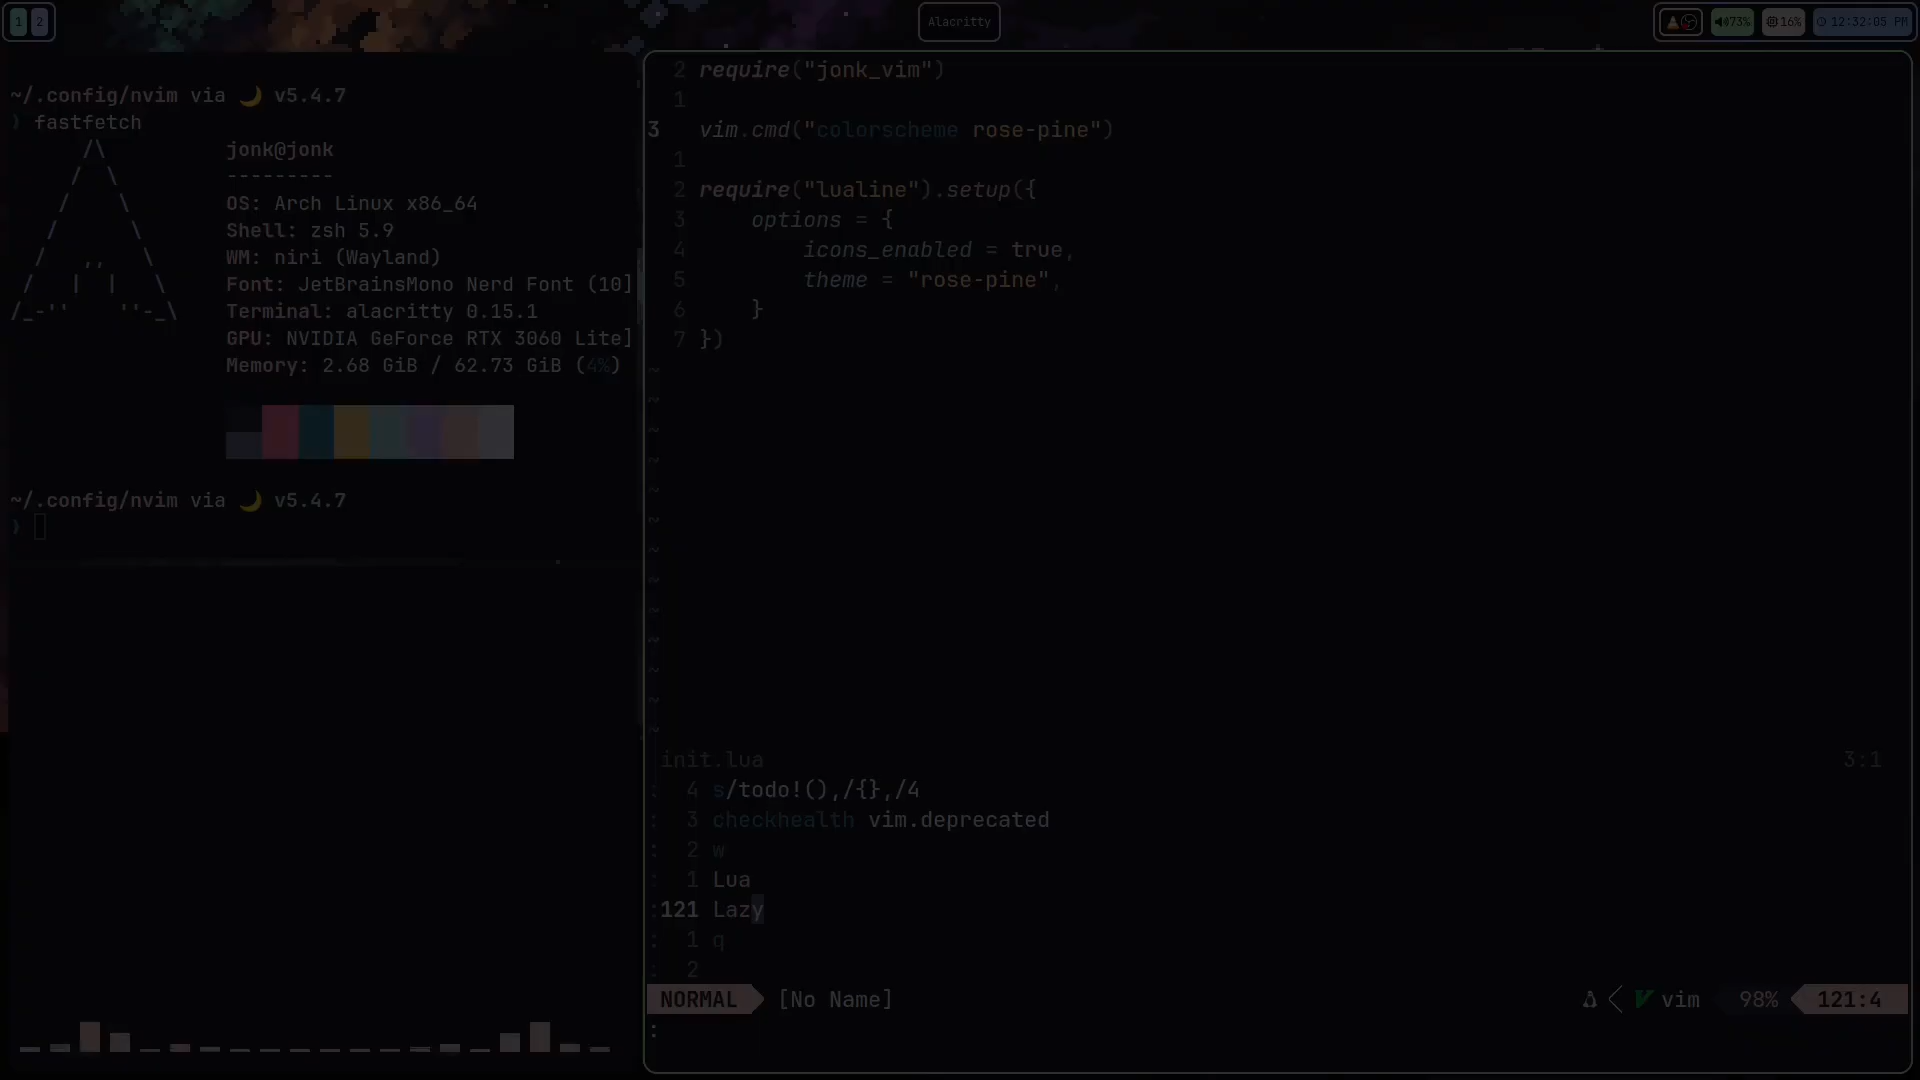 1 2
Alacritty
73% 16% 12:32:05 PM
~/.config/nvim via 🌙 v5.4.7
❯ fastfetch
jonk@jonk
---------
OS: Arch Linux x86_64
Shell: zsh 5.9
WM: niri (Wayland)
Font: JetBrainsMono Nerd Font (10]
Terminal: alacritty 0.15.1
GPU: NVIDIA GeForce RTX 3060 Lite]
Memory: 2.68 GiB / 62.73 GiB (4%)
~/.config/nvim via 🌙 v5.4.7
❯
2 require("jonk_vim")
1
3 vim.cmd("colorscheme rose-pine")
1
2 require("lualine").setup({
3 options = {
4 icons_enabled = true,
5 theme = "rose-pine",
6 }
7 })
~
~
~
~
~
~
~
~
~
~
~
~
~
init.lua 3:1
: 4 s/todo!(),/{},/4
: 3 checkhealth vim.deprecated
: 2 w
: 1 Lua
:121 Lazy
: 1 q
: 2
NORMAL [No Name] vim 98% 121:4
: